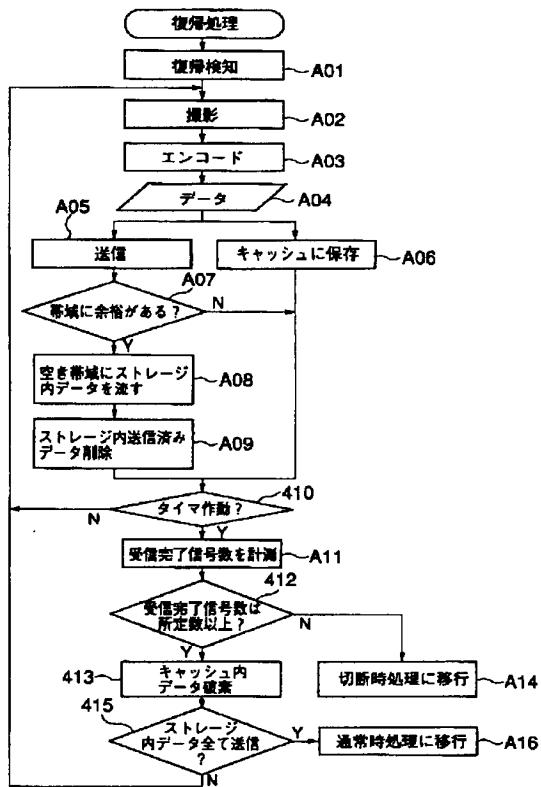 復帰処理
復帰検知
A01
撮影
A02
エンコード
A03
データ
A04
A05
送信
キャッシュに保存
A06
A07
帯域に余裕がある?
N
Y
空き帯域にストレージ
内データを流す
A08
ストレージ内送信済み
データ削除
A09
410
タイマ作動?
N
Y
受信完了信号数を計測
A11
412
受信完了信号数は
所定数以上?
N
Y
413
キャッシュ内
データ破棄
切断時処理に移行
A14
415
ストレージ
内データ全て送信
?
Y
通常時処理に移行
A16
N